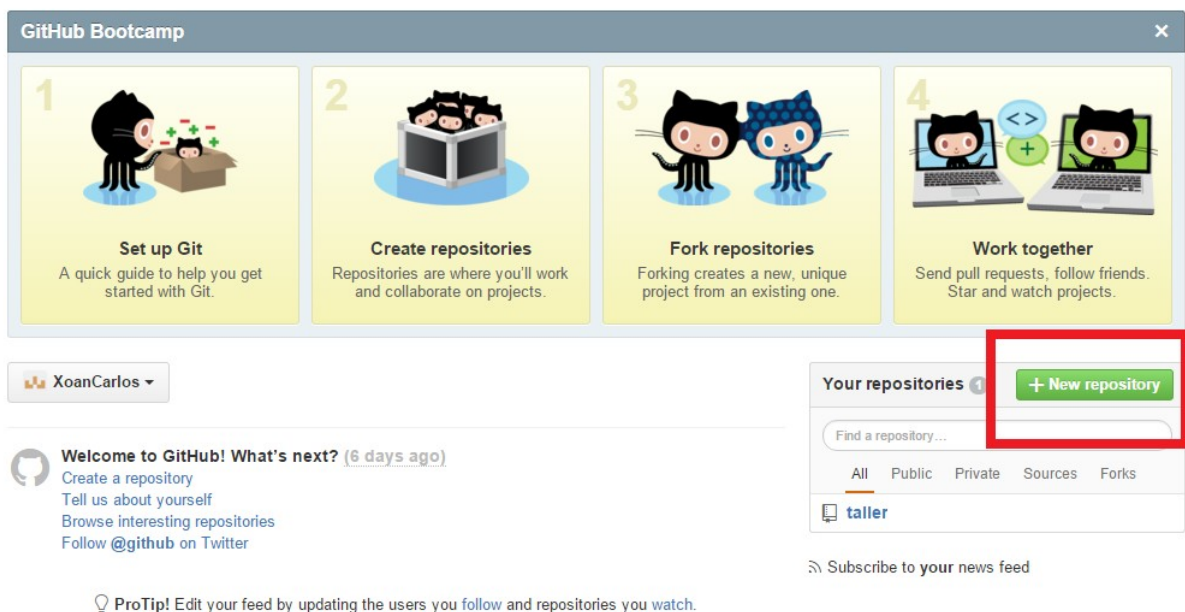 GitHub Bootcamp
×
1
Set up Git
A quick guide to help you get
started with Git.
2
Create repositories
Repositories are where you'll work
and collaborate on projects.
3
Fork repositories
Forking creates a new, unique
project from an existing one.
4
<>
+
Work together
Send pull requests, follow friends.
Star and watch projects.
XoanCarlos
Welcome to GitHub! What's next? (6 days ago)
Create a repository
Tell us about yourself
Browse interesting repositories
Follow @github on Twitter
ProTip! Edit your feed by updating the users you follow and repositories you watch.
Your repositories 1
+ New repository
Find a repository…
All Public Private Sources Forks
taller
Subscribe to your news feed